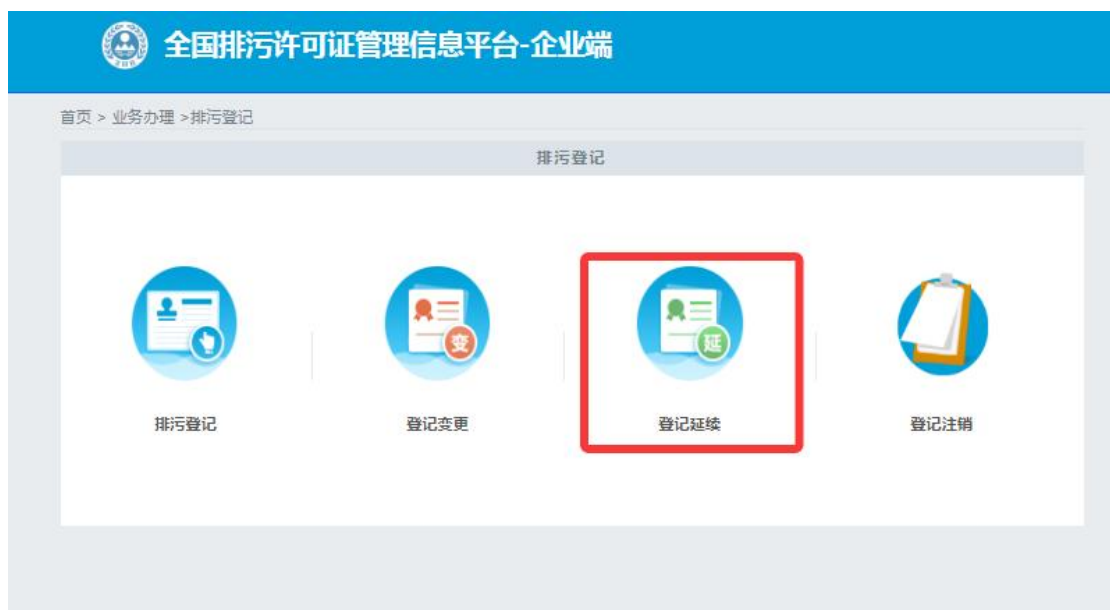 全国排污许可证管理信息平台-企业端
首页 > 业务办理 >排污登记
排污登记
变
延
排污登记
登记变更
登记延续
登记注销